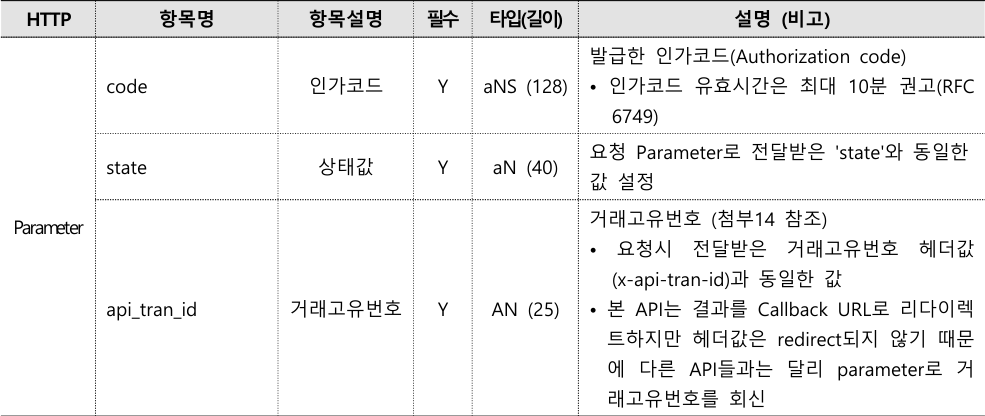 HTTP 항목명 항목설명 필수 타입(길이) 설명 (비고)
Parameter
code 인가코드 Y aNS (128)
발급한 인가코드(Authorization code)
• 인가코드 유효시간은 최대 10분 권고(RFC
6749)
state 상태값 Y aN (40)
요청 Parameter로 전달받은 'state'와 동일한
값 설정
api_tran_id 거래고유번호 Y AN (25)
거래고유번호 (첨부14 참조)
• 요청시 전달받은 거래고유번호 헤더값
(x-api-tran-id)과 동일한 값
• 본 API는 결과를 Callback URL로 리다이렉
트하지만 헤더값은 redirect되지 않기 때문
에 다른 API들과는 달리 parameter로 거
래고유번호를 회신